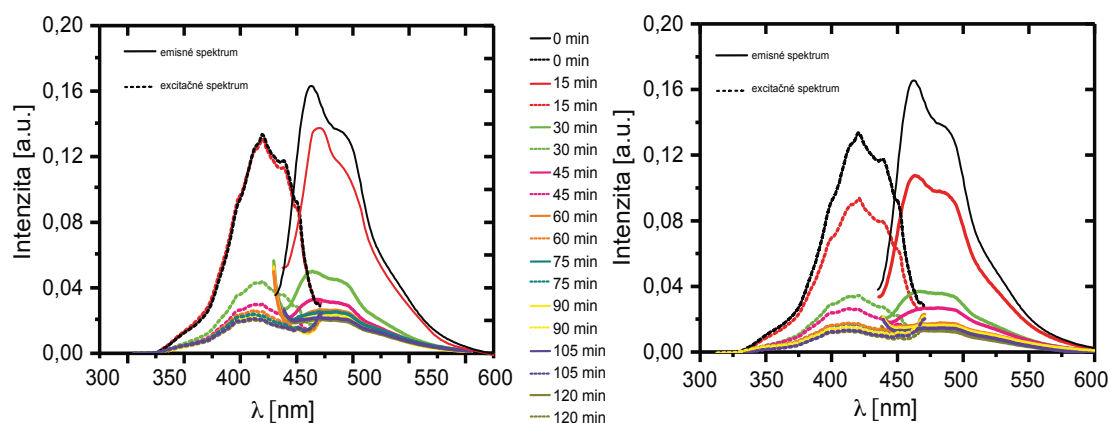 0,20
0,16
0,12
0,08
0,04
0,00
Intenzita [a.u.]
emisné spektrum
excitačné spektrum
300 400 450 500 600
λ [nm]
0 min
0 min
15 min
15 min
30 min
30 min
45 min
45 min
60 min
60 min
75 min
75 min
90 min
90 min
105 min
105 min
120 min
120 min
0,20
0,16
0,12
0,08
0,04
0,00
Intenzita [a.u.]
emisné spektrum
excitačné spektrum
300 400 450 500 600
λ [nm]